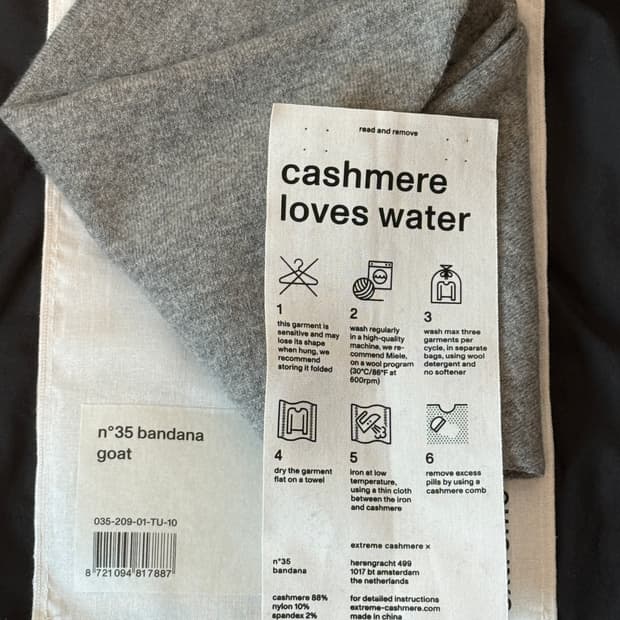 read and remove
cashmere
loves water
1
this garment is
sensitive and may
lose its shape
when hung, we
recommend
storing it folded
2
wash regularly
in a high-quality
machine, we re-
commend Miele,
on a wool program
(30°C/86°F at
600rpm)
3
wash max three
garments per
cycle, in separate
bags, using wool
detergent and
no softener
4
dry the garment
flat on a towel
5
iron at low
temperature,
using a thin cloth
between the iron
and cashmere
6
remove excess
pills by using a
cashmere comb
n°35 bandana
goat
035-209-01-TU-10
8 721094 817887
n°35
bandana
cashmere 88%
nylon 10%
spandex 2%
extreme cashmere x
herengracht 499
1017 bt amsterdam
the netherlands
for detailed instructions
extreme-cashmere.com
made in china